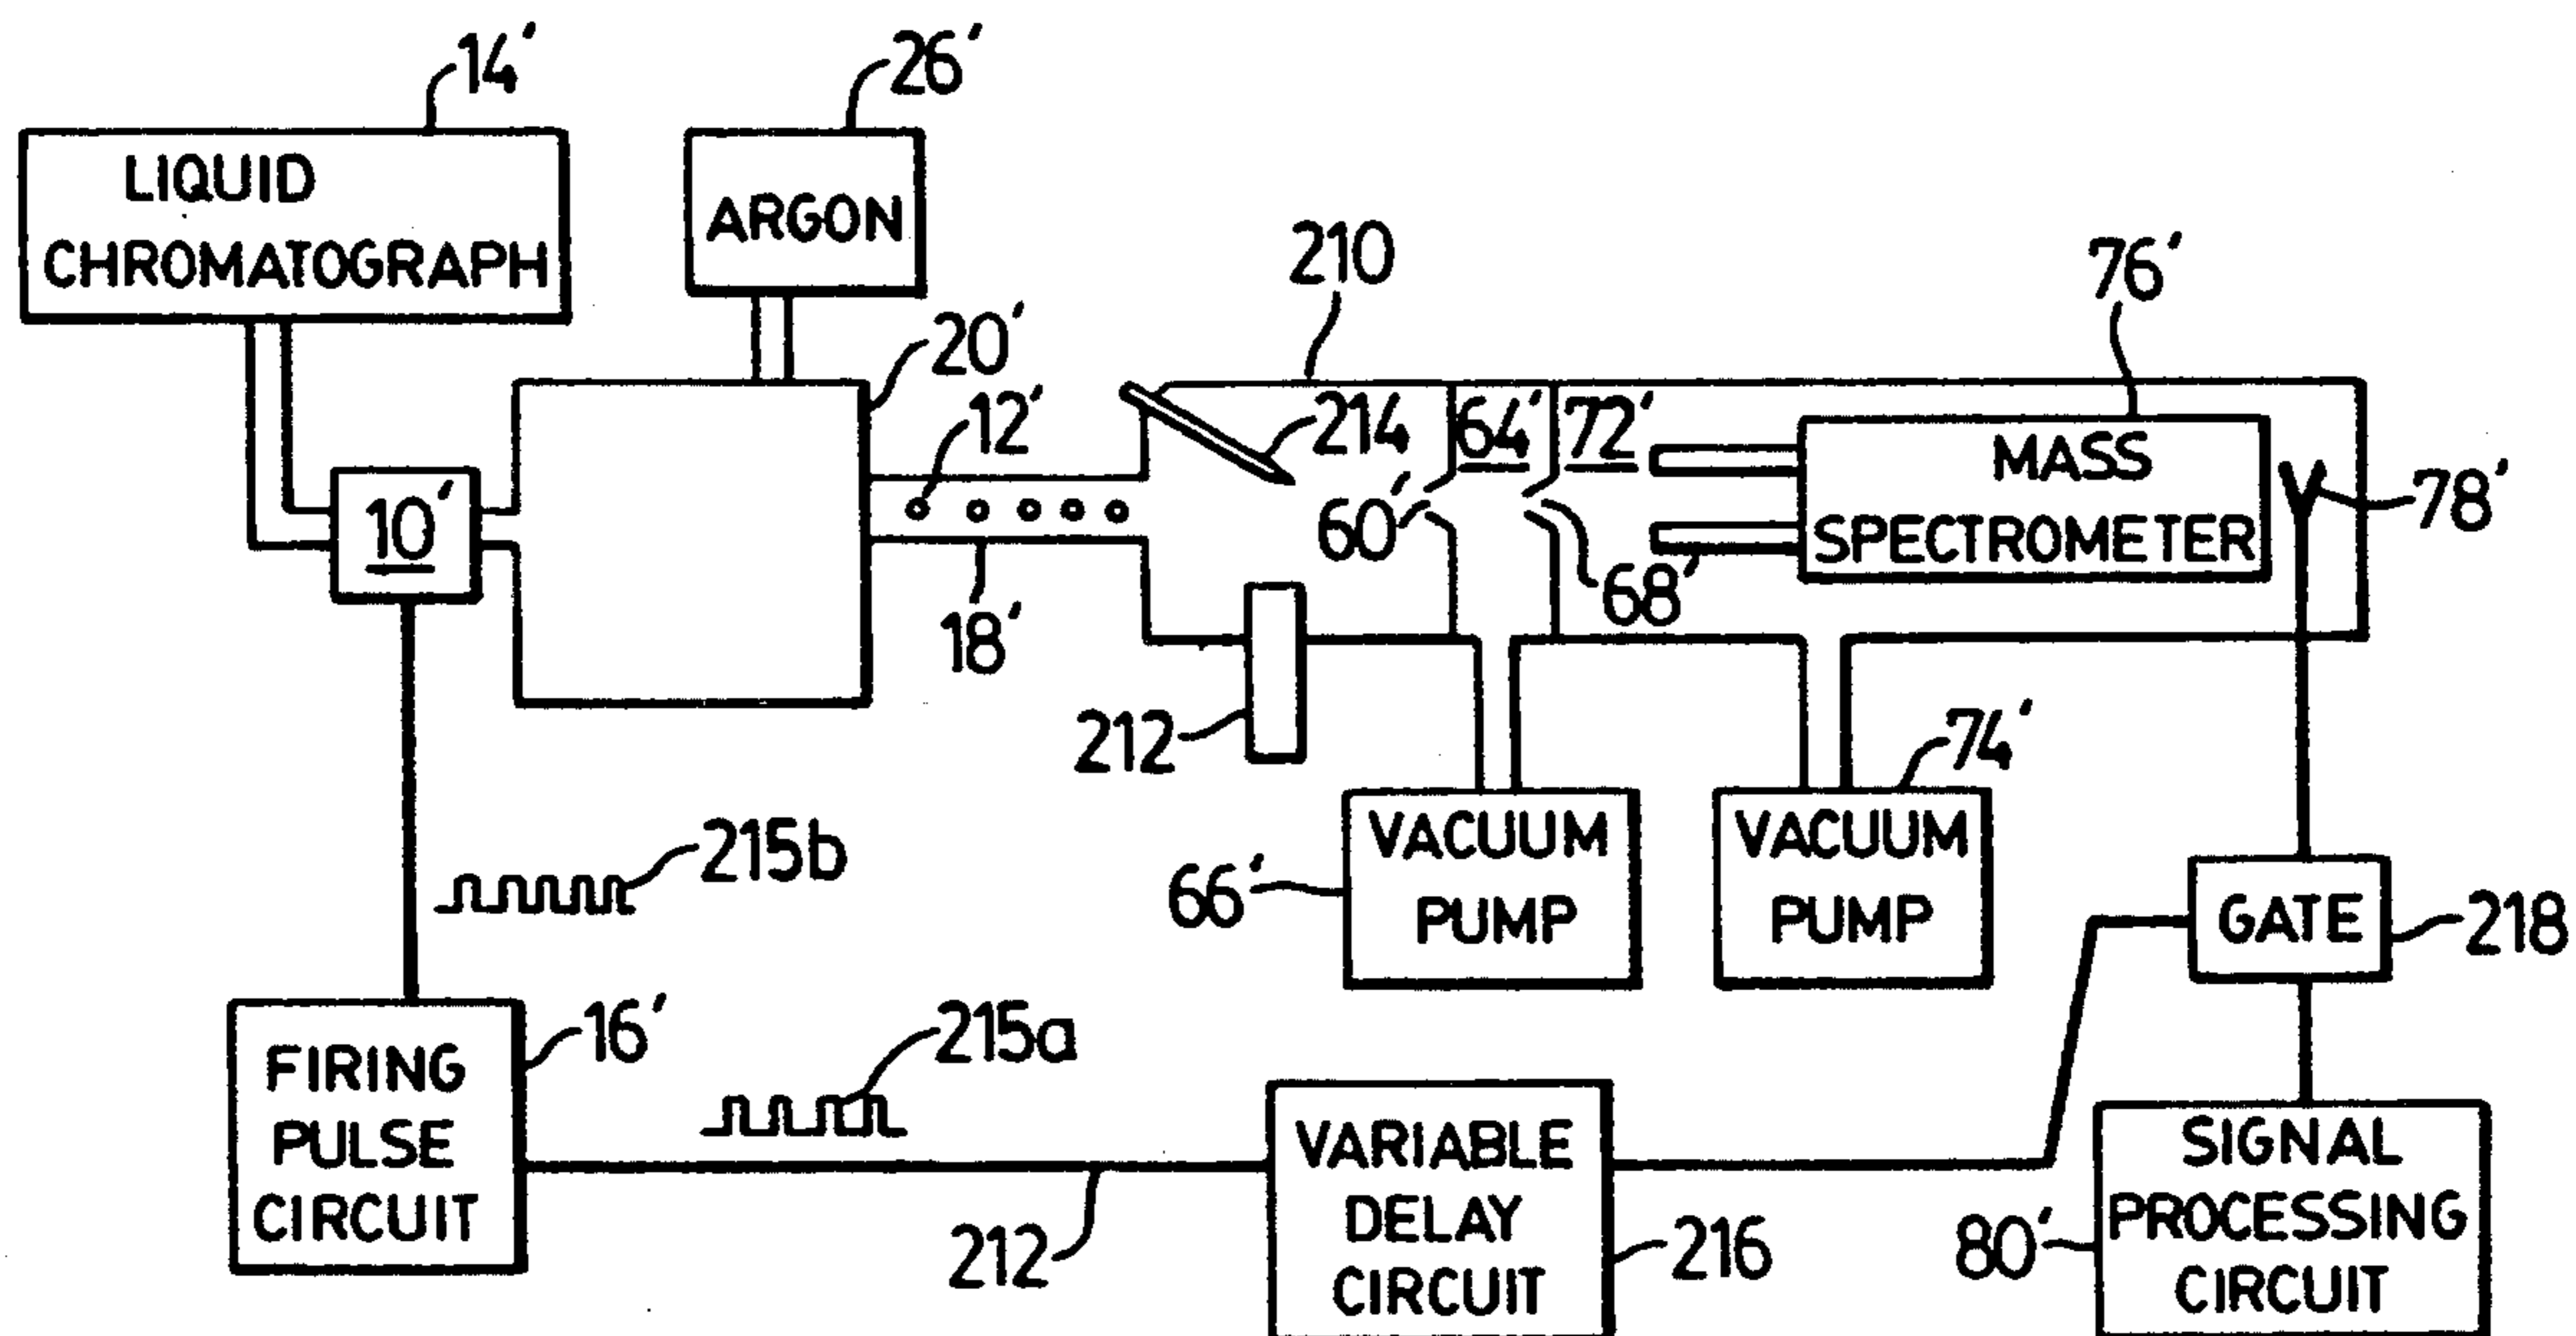 14'
LIQUID
CHROMATOGRAPH
26'
ARGON
20'
12'
10'
18'
210
214
64'
72'
60'
68'
76'
MASS
SPECTROMETER
78'
212
66'
VACUUM
PUMP
74'
VACUUM
PUMP
215b
GATE
218
16'
FIRING
PULSE
CIRCUIT
215a
212
VARIABLE
DELAY
CIRCUIT
216
80'
SIGNAL
PROCESSING
CIRCUIT